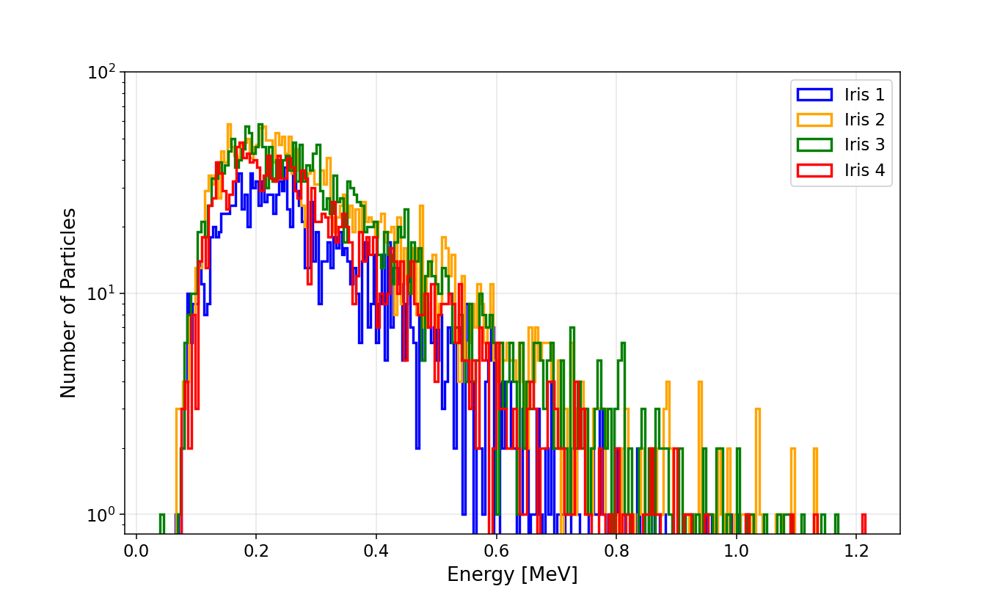 10²
10¹
10⁰
Number of Particles
Iris 1
Iris 2
Iris 3
Iris 4
0.0 0.2 0.4 0.6 0.8 1.0 1.2
Energy [MeV]